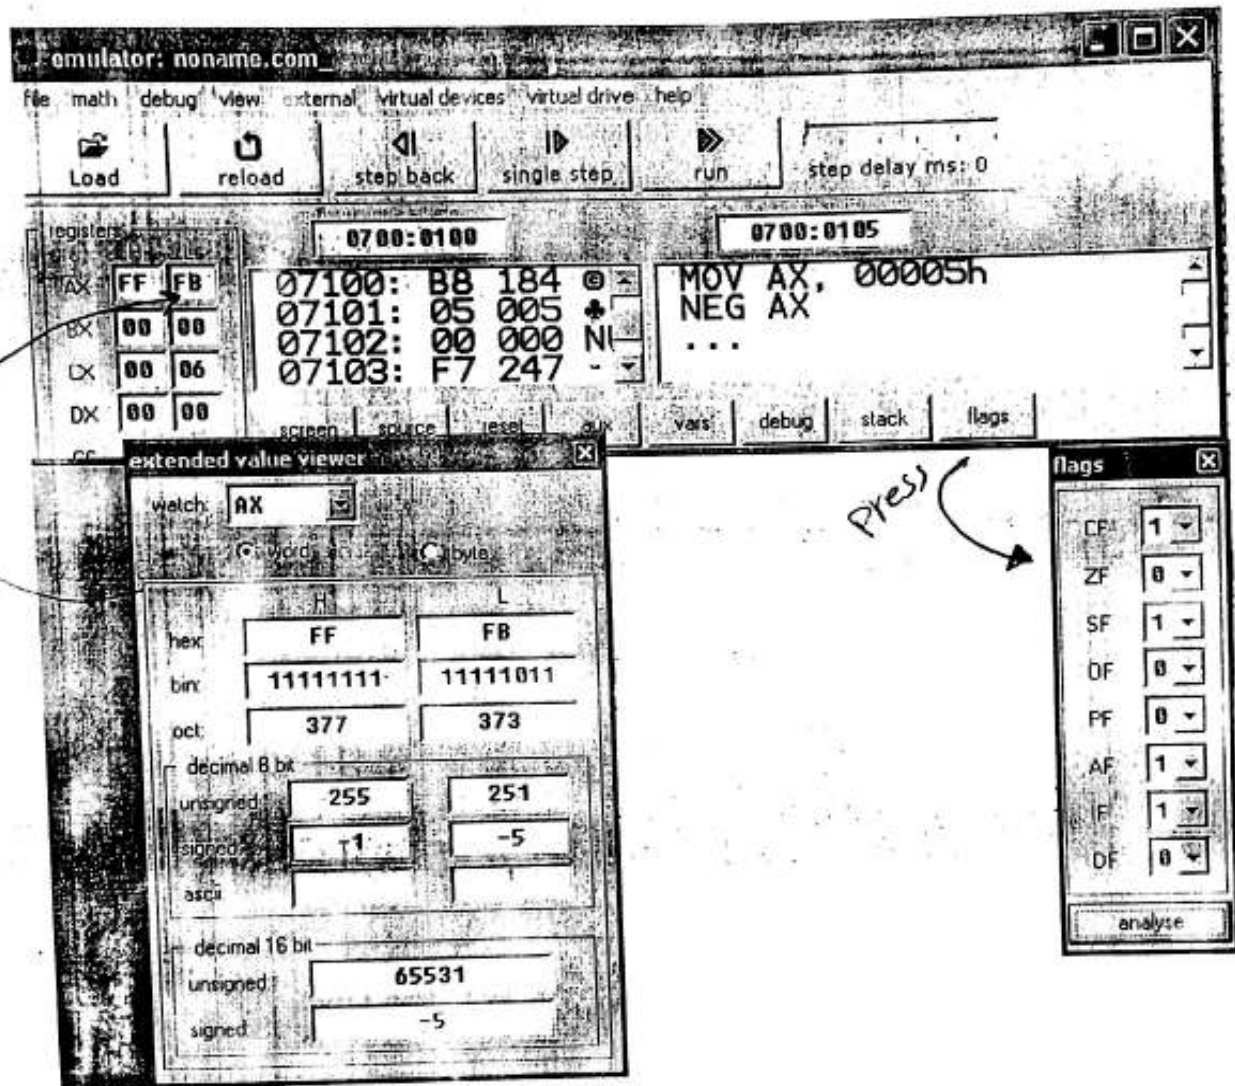 emulator: noname.com_
file math debug view external virtual devices virtual drive help
Load reload step back single step run step delay ms: 0
registers 0700:0100 0700:0105
AX FF FB
BX 00 00
CX 00 06
DX 00 00
07100: B8 184
07101: 05 005 ♣
07102: 00 000
07103: F7 247
MOV AX, 00005h
NEG AX
...
screen source reset aux vars debug stack flags
press
extended value viewer
watch: AX
word byte
H L
hex: FF FB
bin: 11111111 11111011
oct: 377 373
decimal 8 bit
unsigned: 255 251
signed: -1 -5
ascii
decimal 16 bit
unsigned: 65531
signed: -5
flags
CF 1
ZF 0
SF 1
OF 0
PF 0
AF 1
IF 1
DF 0
analyse